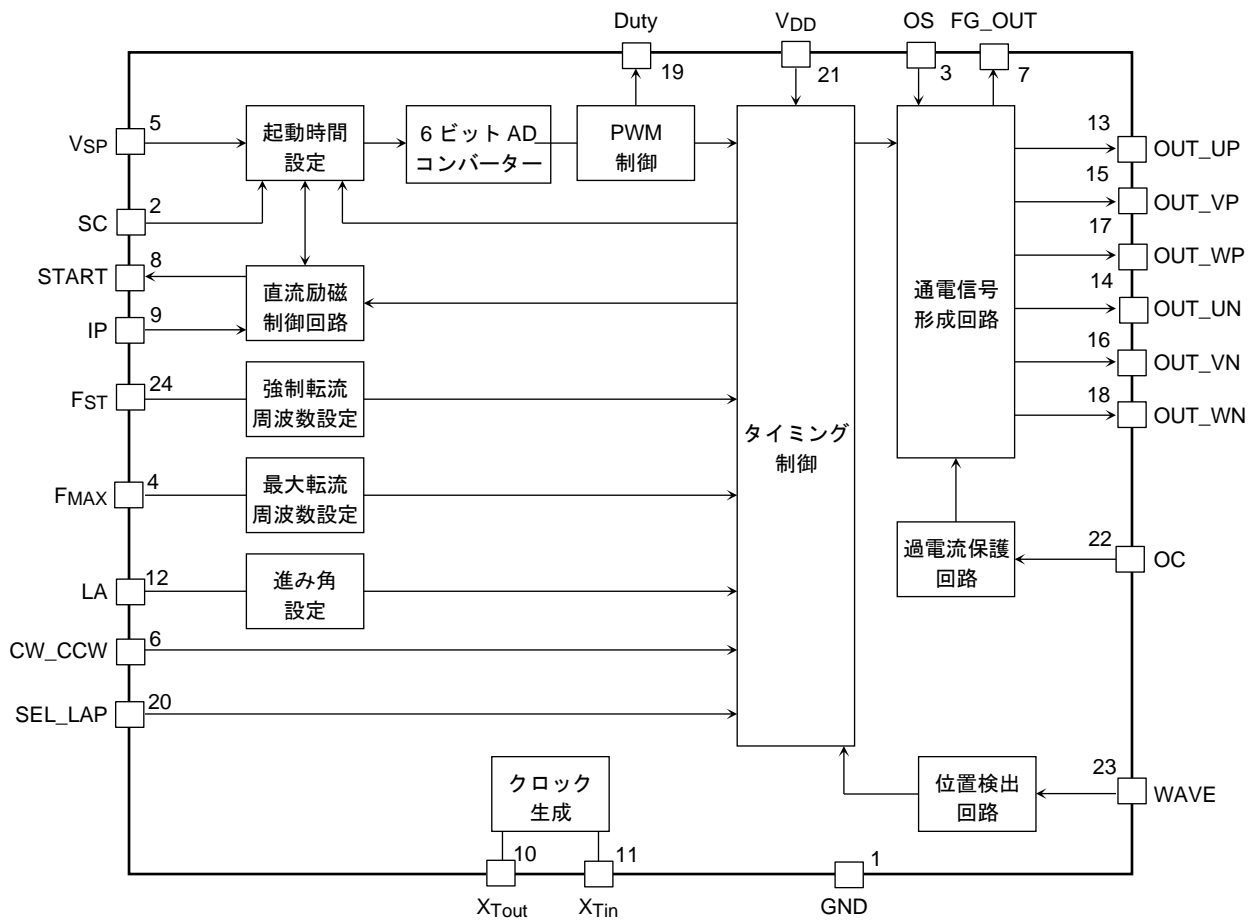 Duty
VDD
OS
FG_OUT
19
21
3
7
VSP
5
起動時間
設定
6 ビット AD
コンバーター
PWM
制御
13
OUT_UP
15
OUT_VP
SC
2
17
OUT_WP
START
8
直流励磁
制御回路
通電信号
形成回路
14
OUT_UN
IP
9
16
OUT_VN
FST
24
強制転流
周波数設定
18
OUT_WN
タイミング
制御
FMAX
4
最大転流
周波数設定
過電流保護
回路
22
OC
LA
12
進み角
設定
CW_CCW
6
SEL_LAP
20
クロック
生成
位置検出
回路
23
WAVE
10
11
1
XTout
XTin
GND